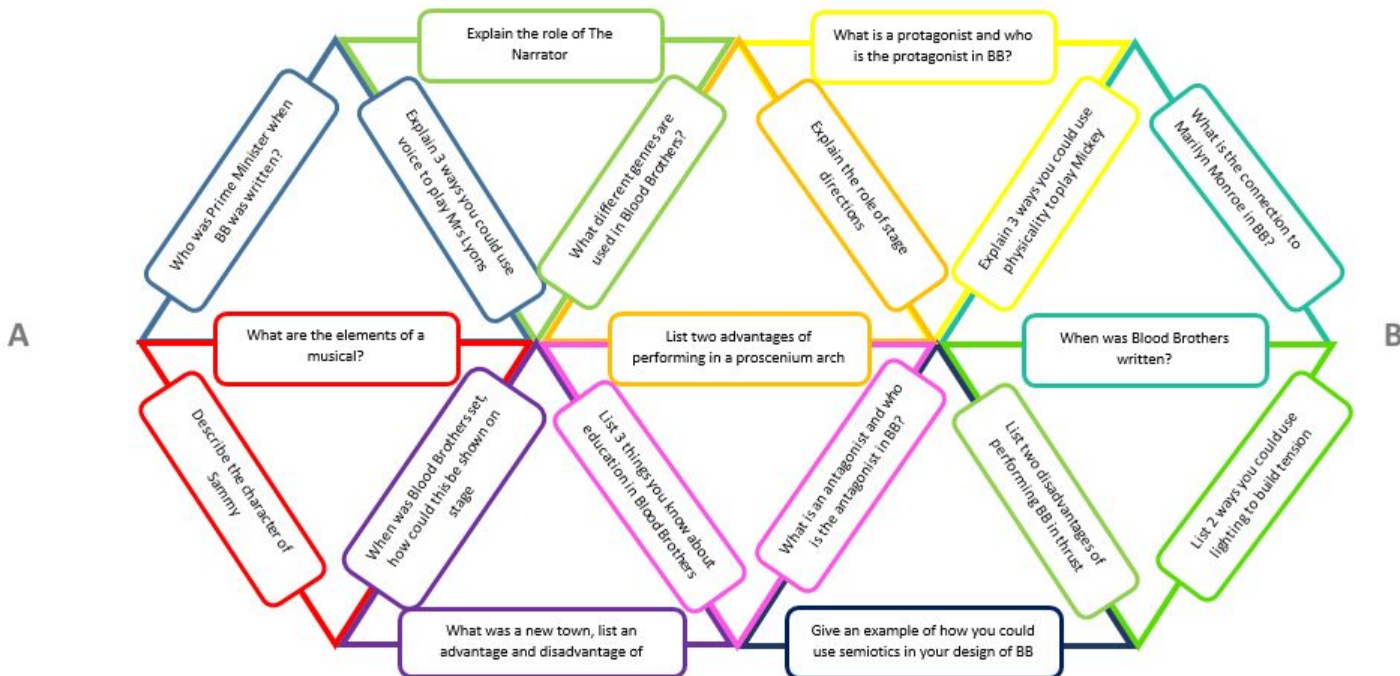 Explain the role of The
Narrator
What is a protagonist and who
is the protagonist in BB?
Who was Prime Minister when
BB was written?
Explain 3 ways you could use
voice to play Mrs Lyons
What different genres are
used in Blood Brothers?
Explain the role of stage
directions
Explain 3 ways you could use
physicality to play Mickey
What is the connection to
Marilyn Monroe in BB?
A
What are the elements of a
musical?
List two advantages of
performing in a proscenium arch
When was Blood Brothers
written?
B
Describe the character of
Sammy
When was Blood Brothers set,
how could this be shown on
stage
List 3 things you know about
education in Blood Brothers
What is an antagonist and who
is the antagonist in BB?
List two disadvantages of
performing BB in thrust
List 2 ways you could use
lighting to build tension
What was a new town, list an
advantage and disadvantage of
Give an example of how you could
use semiotics in your design of BB